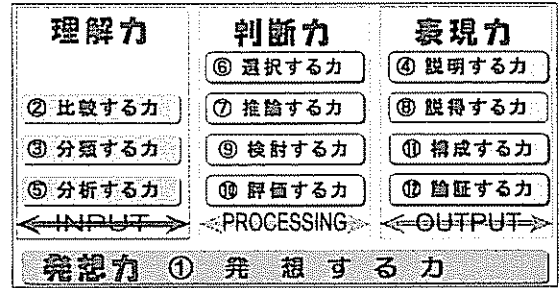 理解力 判断力 表現力
⑥ 選択する力 ④ 説明する力
② 比較する力 ⑦ 推論する力 ⑧ 説得する力
③ 分類する力 ⑨ 検討する力 ⑪ 構成する力
⑤ 分析する力 ⑩ 評価する力 ⑫ 論証する力
INPUT PROCESSING OUTPUT
発想力 ① 発想する力